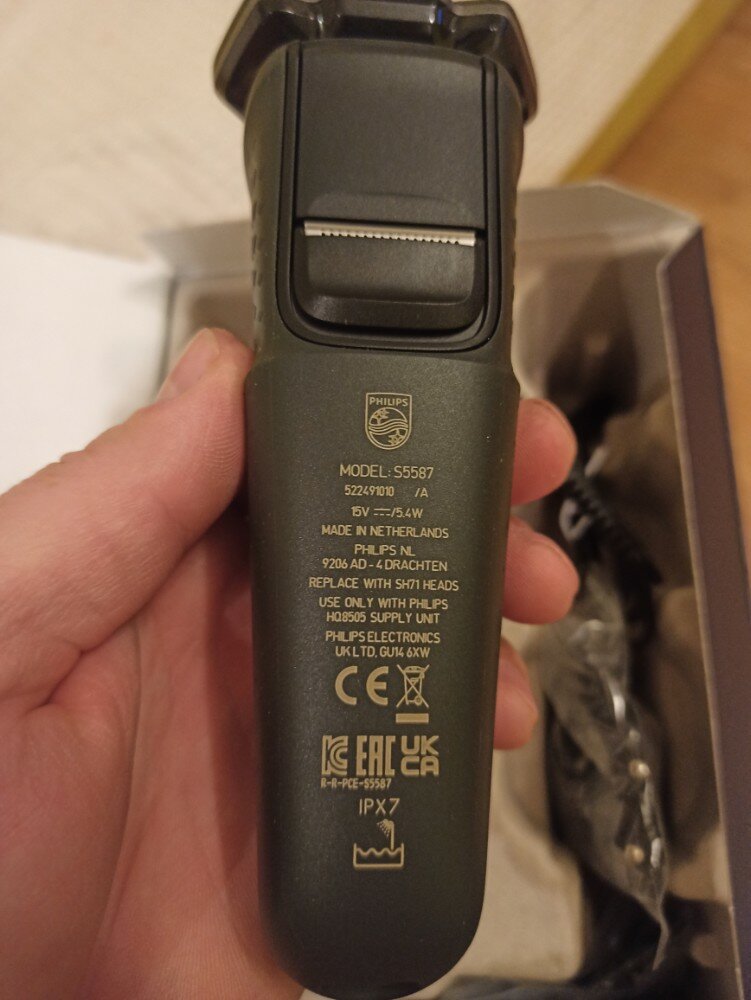 PHILIPS
MODEL: S5587
522491010 /A
15V ⎓/5.4W
MADE IN NETHERLANDS
PHILIPS NL
9206 AD - 4 DRACHTEN
REPLACE WITH SH71 HEADS
USE ONLY WITH PHILIPS
HQ8505 SUPPLY UNIT
PHILIPS ELECTRONICS
UK LTD, GU14 6XW
CE
KC EAC UK
CA
R-R-PCE-S5587
IPX7